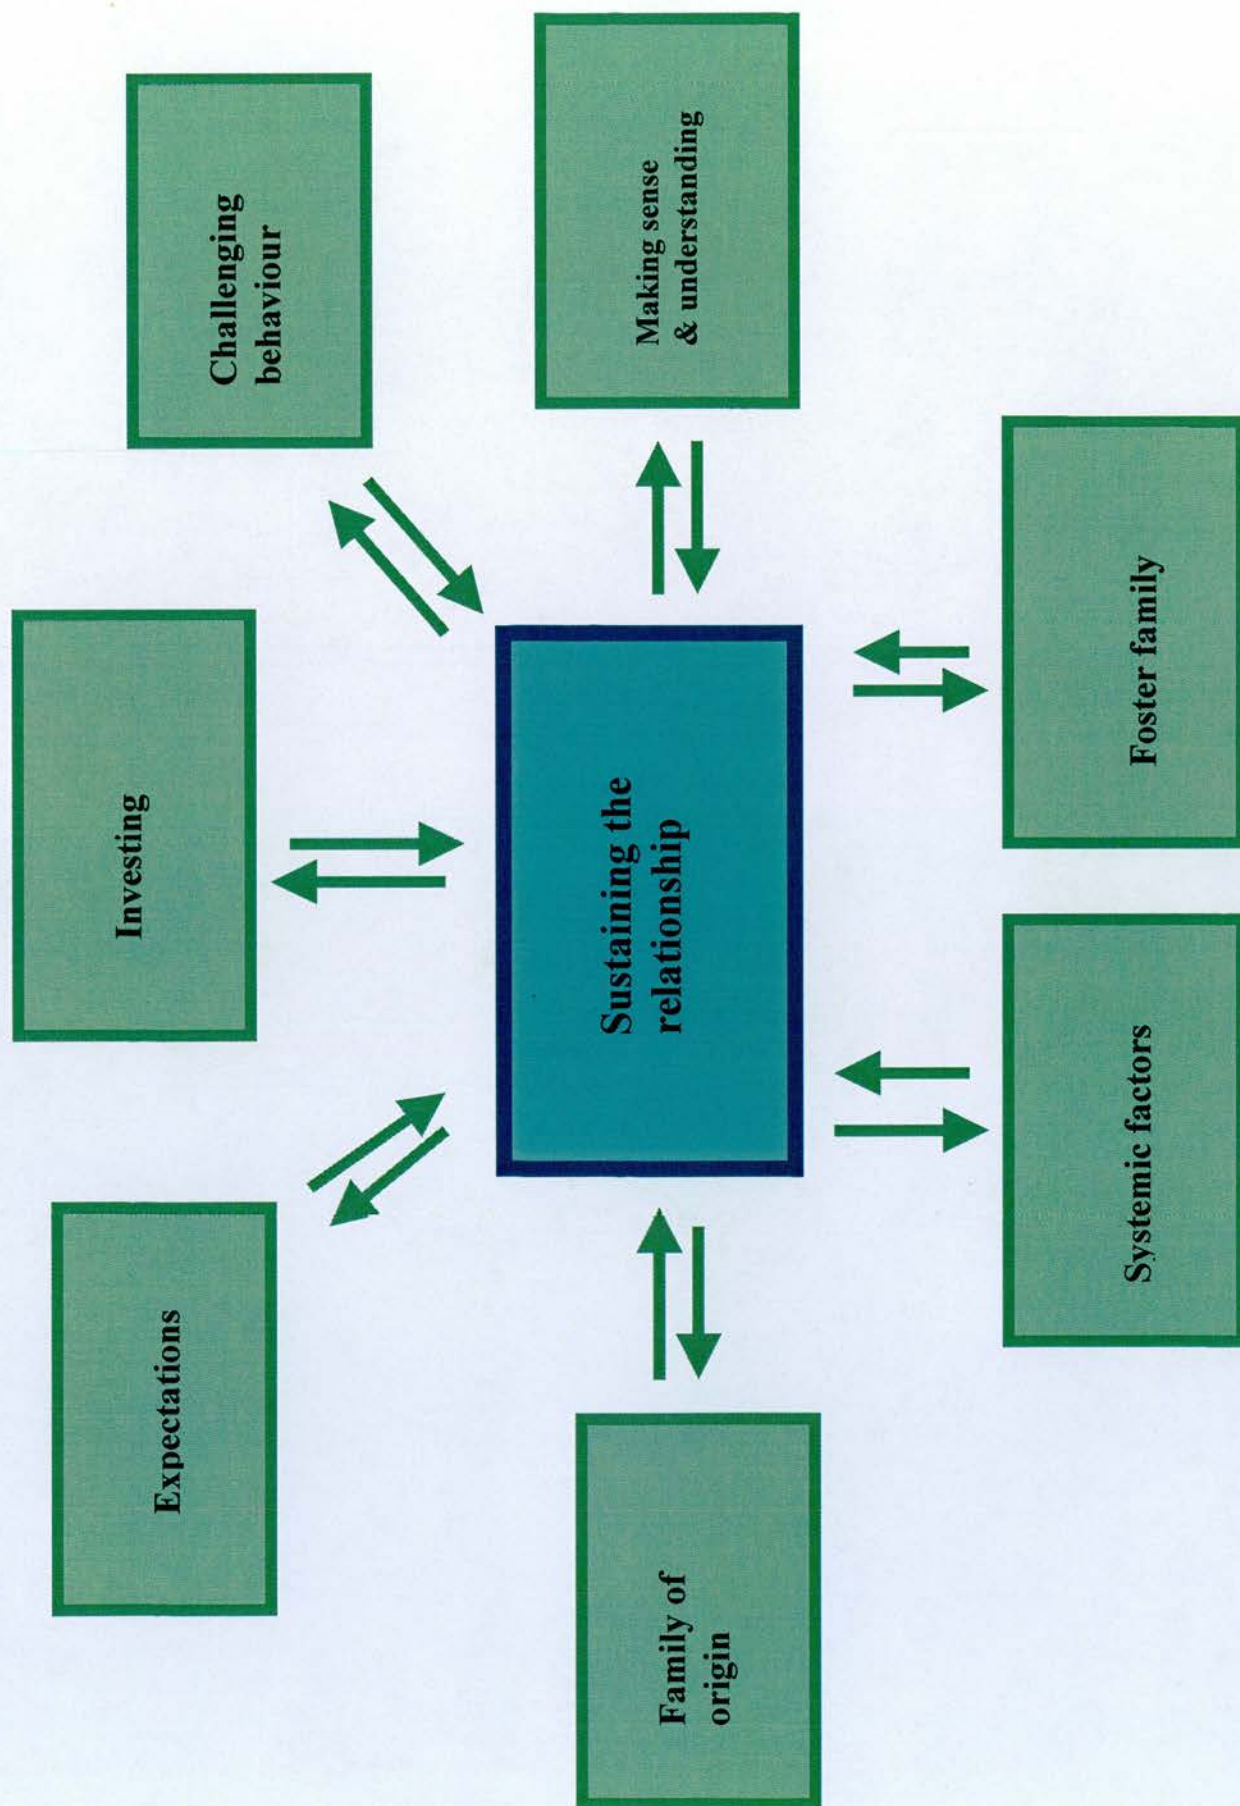 Expectations
Investing
Challenging
behaviour
Family of
origin
Sustaining the
relationship
Making sense
& understanding
Systemic factors
Foster family